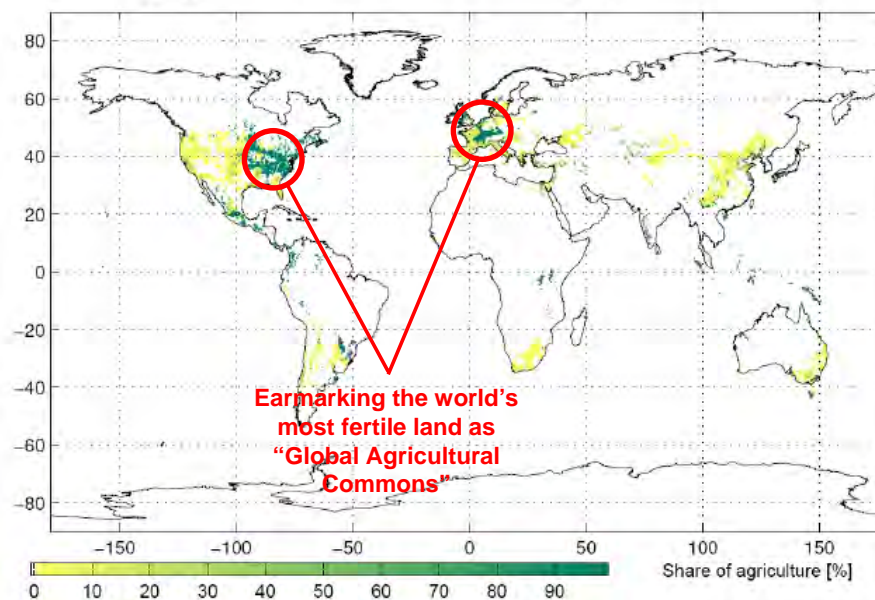 80
60
40
20
0
−20
−40
−60
−80
Earmarking the world’s
most fertile land as
“Global Agricultural
Commons”
−150 −100 −50 0 50 100 150
Share of agriculture [%]
0 10 20 30 40 50 60 70 80 90